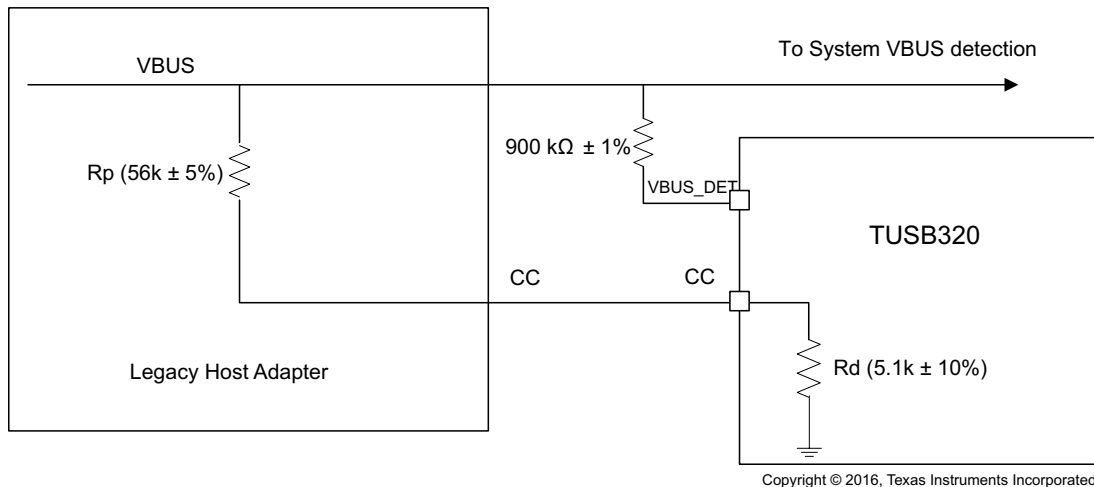 To System VBUS detection
VBUS
900 kΩ ± 1%
Rp (56k ± 5%)
VBUS_DET
TUSB320
CC
CC
Legacy Host Adapter
Rd (5.1k ± 10%)
Copyright © 2016, Texas Instruments Incorporated